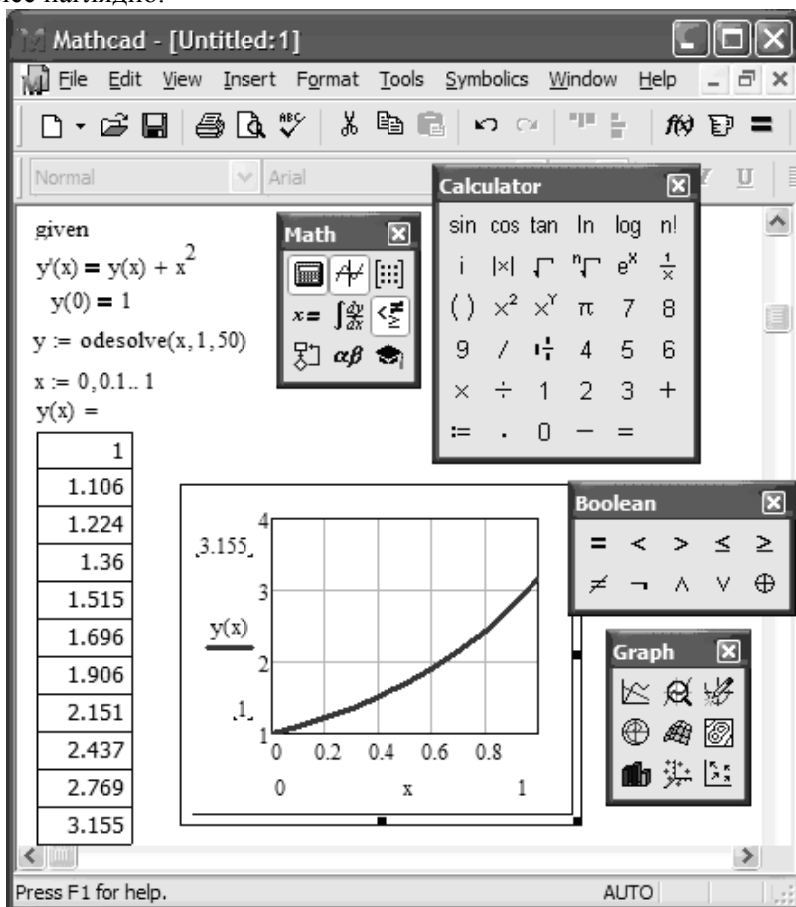 Mathcad - [Untitled:1]
File Edit View Insert Format Tools Symbolics Window Help
Normal Arial
given
y'(x) = y(x) + x²
y(0) = 1
y := odesolve(x,1,50)
x := 0,0.1.. 1
y(x) =
1
1.106
1.224
1.36
1.515
1.696
1.906
2.151
2.437
2.769
3.155
Math
x= ∫ dy/dx
αβ
Calculator
sin cos tan ln log n!
i |×| √ ⁿ√ eˣ 1/x
( ) ×² ×ʸ π 7 8
9 / 4 5 6
× ÷ 1 2 3 +
:= . 0 − =
Boolean
= < > ≤ ≥
≠ ¬ ∧ ∨ ⊕
Graph
4
3.155
3
y(x)
2
1
1
0 0.2 0.4 0.6 0.8
0 x 1
Press F1 for help. AUTO